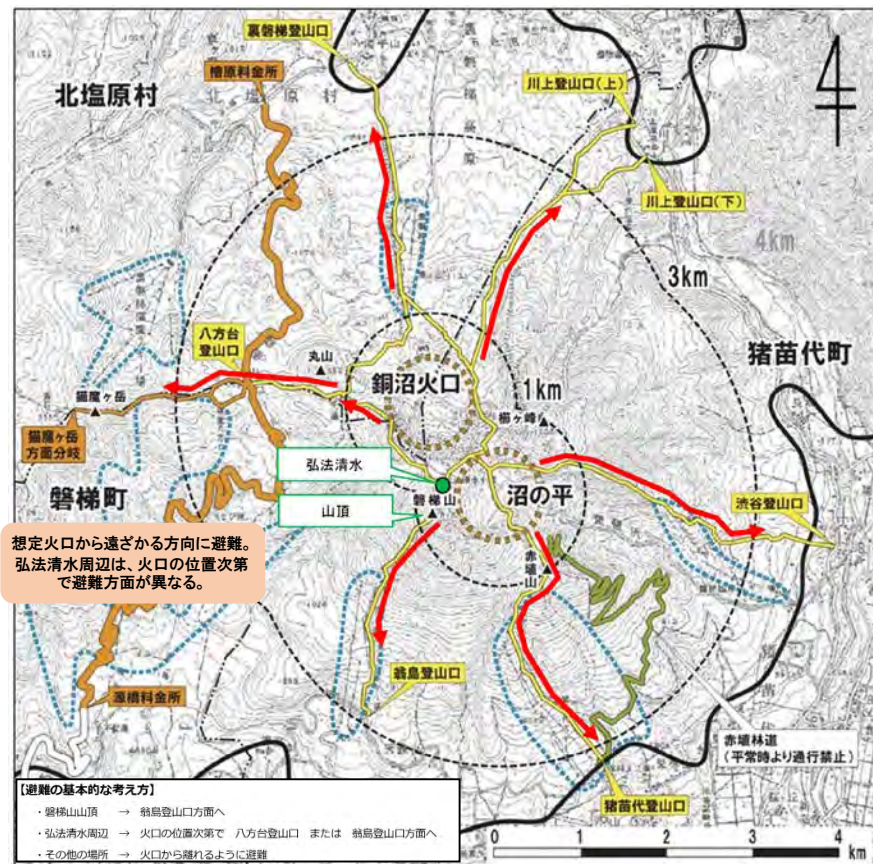 裏磐梯登山口
檜原料金所
北塩原村
北塩原村
川上登山口(上)
川上登山口(下)
4km
3km
猪苗代町
八方台
登山口
丸山
銅沼火口
1km
櫛ヶ峰
猫魔ヶ岳
猫魔ヶ岳
方面分岐
弘法清水
磐梯町
磐梯山
山頂
沼の平
渋谷登山口
想定火口から遠ざかる方向に避難。
弘法清水周辺は、火口の位置次第
で避難方面が異なる。
赤埴山
翁島登山口
源橋料金所
赤埴林道
(平常時より通行禁止)
猪苗代登山口
【避難の基本的な考え方】
・磐梯山山頂 → 翁島登山口方面へ
・弘法清水周辺 → 火口の位置次第で 八方台登山口 または 翁島登山口方面へ
・その他の場所 → 火口から離れるように避難
0 1 2 3 4
km